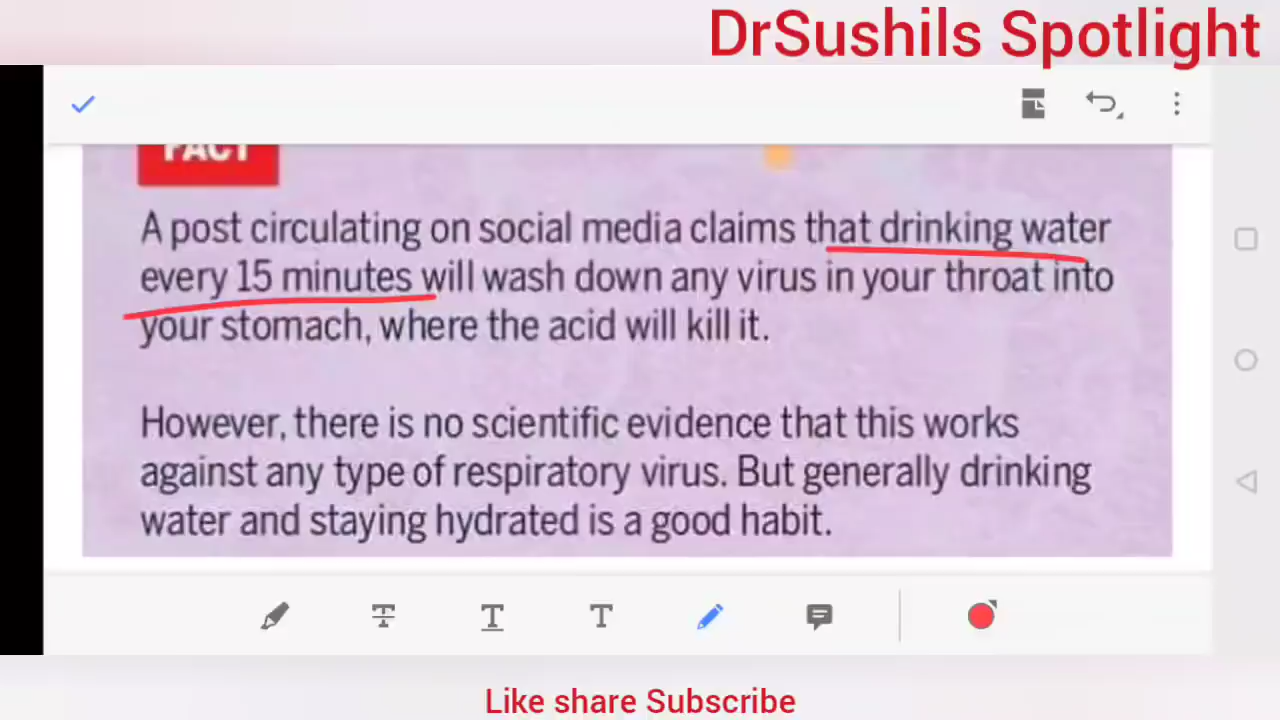 DrSushils Spotlight
FACT
A post circulating on social media claims that drinking water
every 15 minutes will wash down any virus in your throat into
your stomach, where the acid will kill it.
However, there is no scientific evidence that this works
against any type of respiratory virus. But generally drinking
water and staying hydrated is a good habit.
T T T
Like share Subscribe